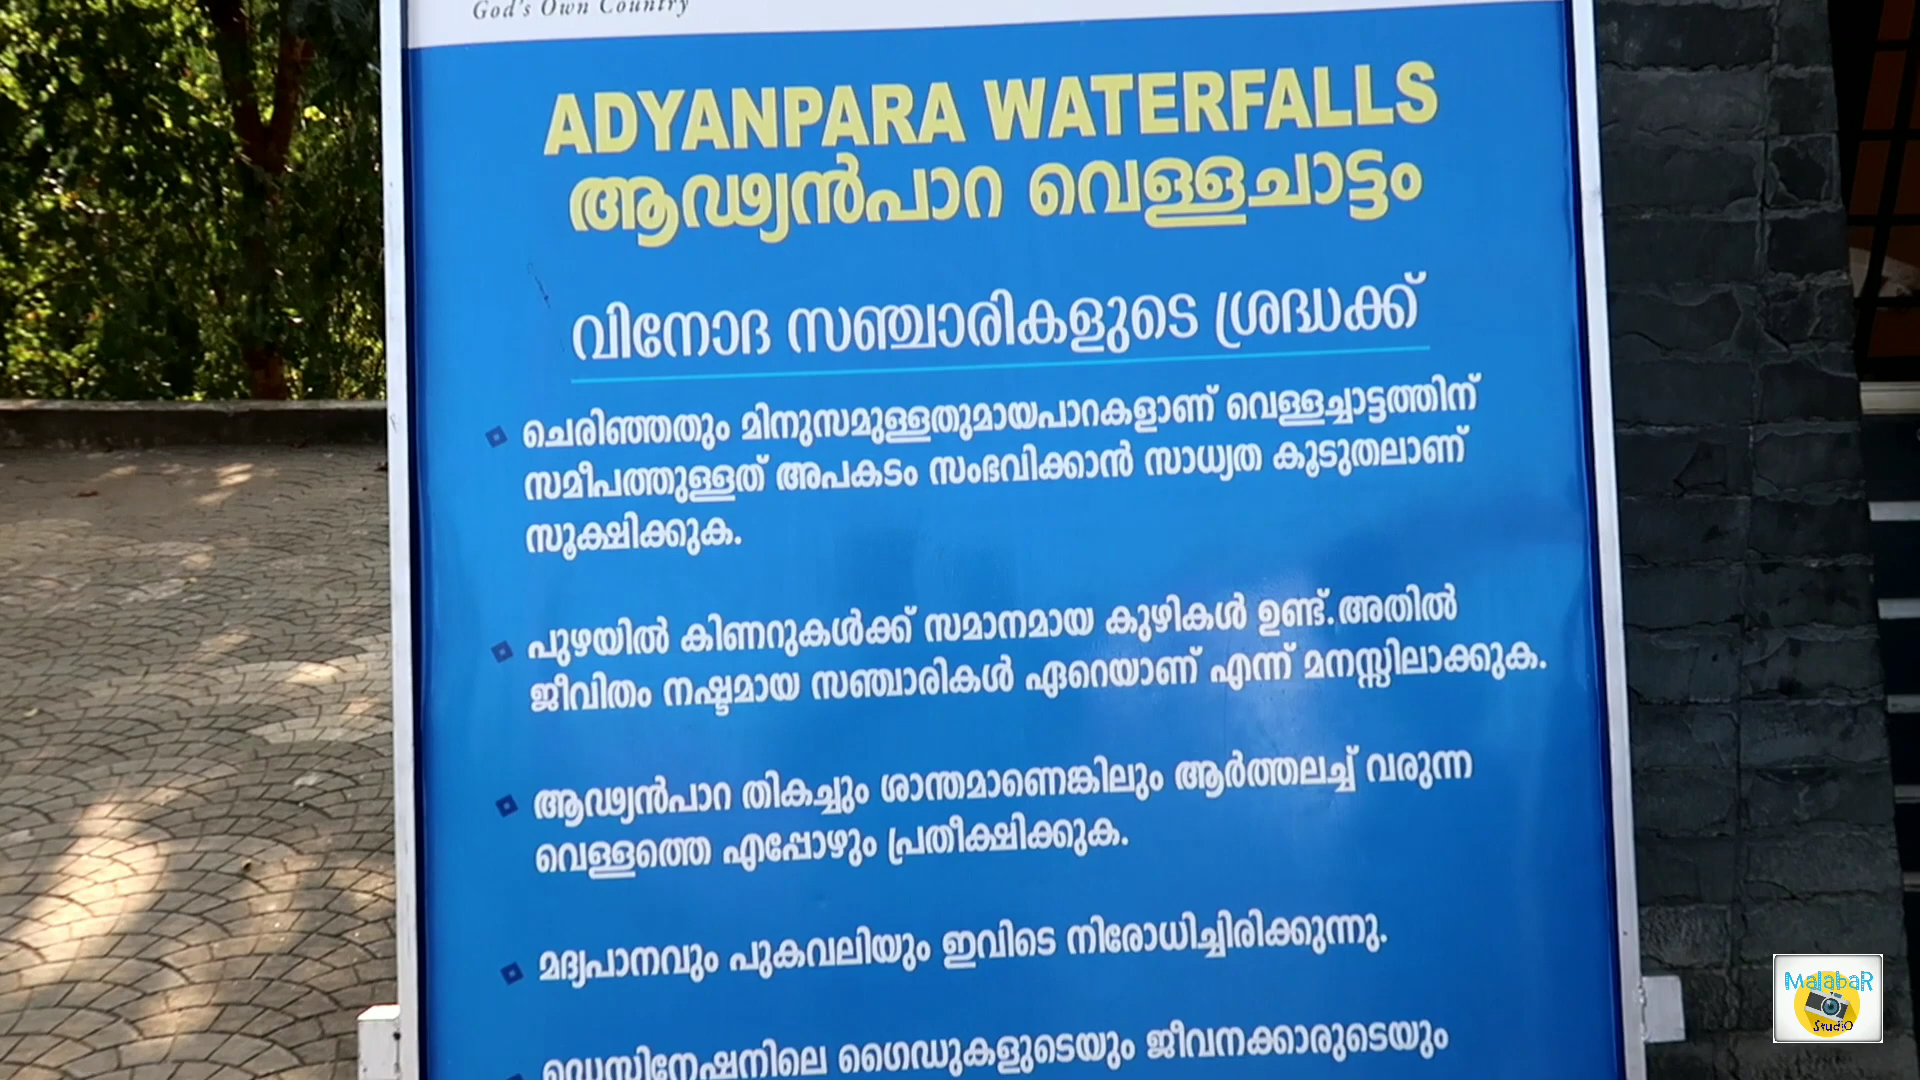 God's Own Country
ADYANPARA WATERFALLS
ആഢ്യൻപാറ വെള്ളചാട്ടം
വിനോദ സഞ്ചാരികളുടെ ശ്രദ്ധക്ക്
ചെരിഞ്ഞതും മിനുസമുള്ളതുമായപാറകളാണ് വെള്ളച്ചാട്ടത്തിന്
സമീപത്തുള്ളത് അപകടം സംഭവിക്കാൻ സാധ്യത കൂടുതലാണ്
സൂക്ഷിക്കുക.
പുഴയിൽ കിണറുകൾക്ക് സമാനമായ കുഴികൾ ഉണ്ട്. അതിൽ
ജീവിതം നഷ്ടമായ സഞ്ചാരികൾ ഏറെയാണ് എന്ന് മനസ്സിലാക്കുക.
ആഢ്യൻപാറ തികച്ചും ശാന്തമാണെങ്കിലും ആർത്തലച്ച് വരുന്ന
വെള്ളത്തെ എപ്പോഴും പ്രതീക്ഷിക്കുക.
മദ്യപാനവും പുകവലിയും ഇവിടെ നിരോധിച്ചിരിക്കുന്നു.
ഡെസ്റ്റിനേഷനിലെ ഗൈഡുകളുടെയും ജീവനക്കാരുടെയും
MalabaR
StudiO